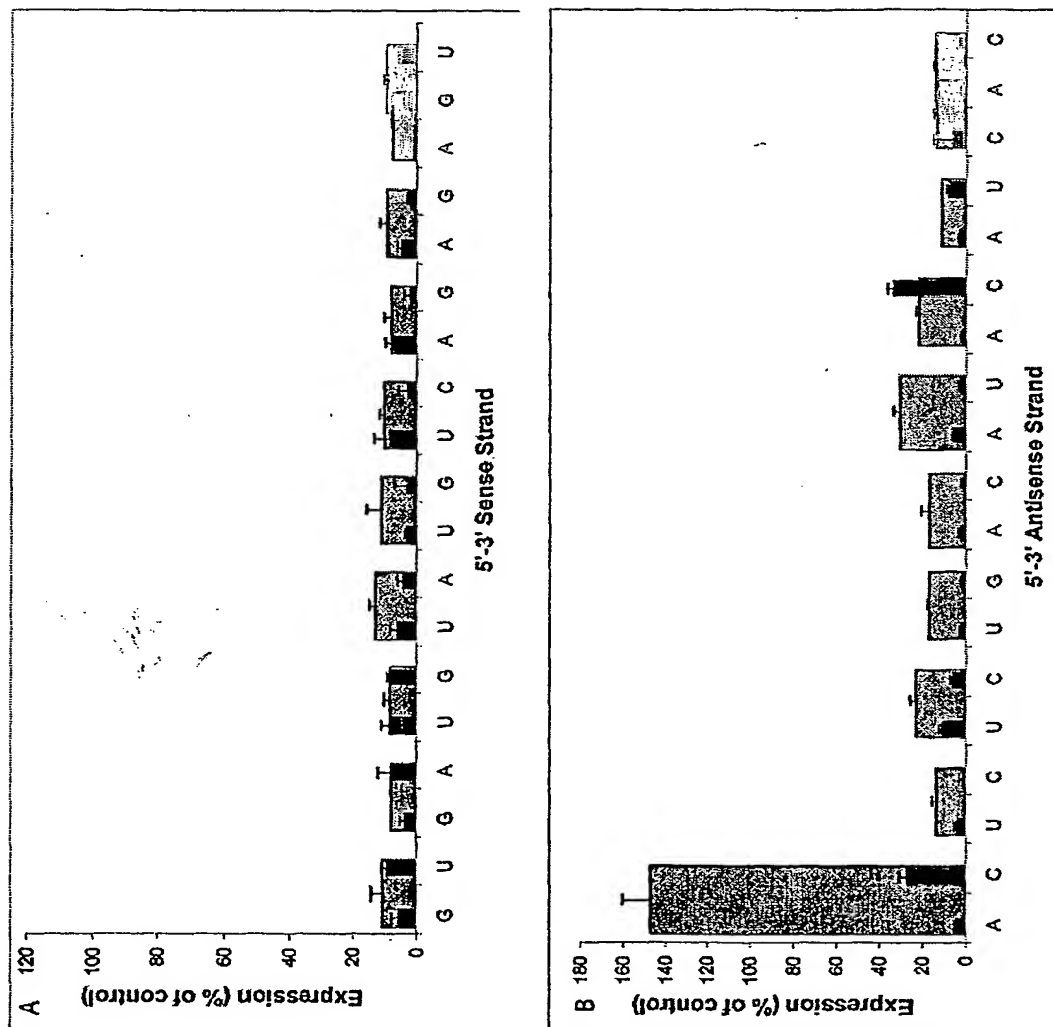 A
Expression (% of control)
120
100
80
60
40
20
0
G U G A U G U A U G U C A G A G A G U
5'-3' Sense Strand
B
Expression (% of control)
180
160
140
120
100
80
60
40
20
0
A C U C U C U G A C A U A C A U C A C
5'-3' Antisense Strand